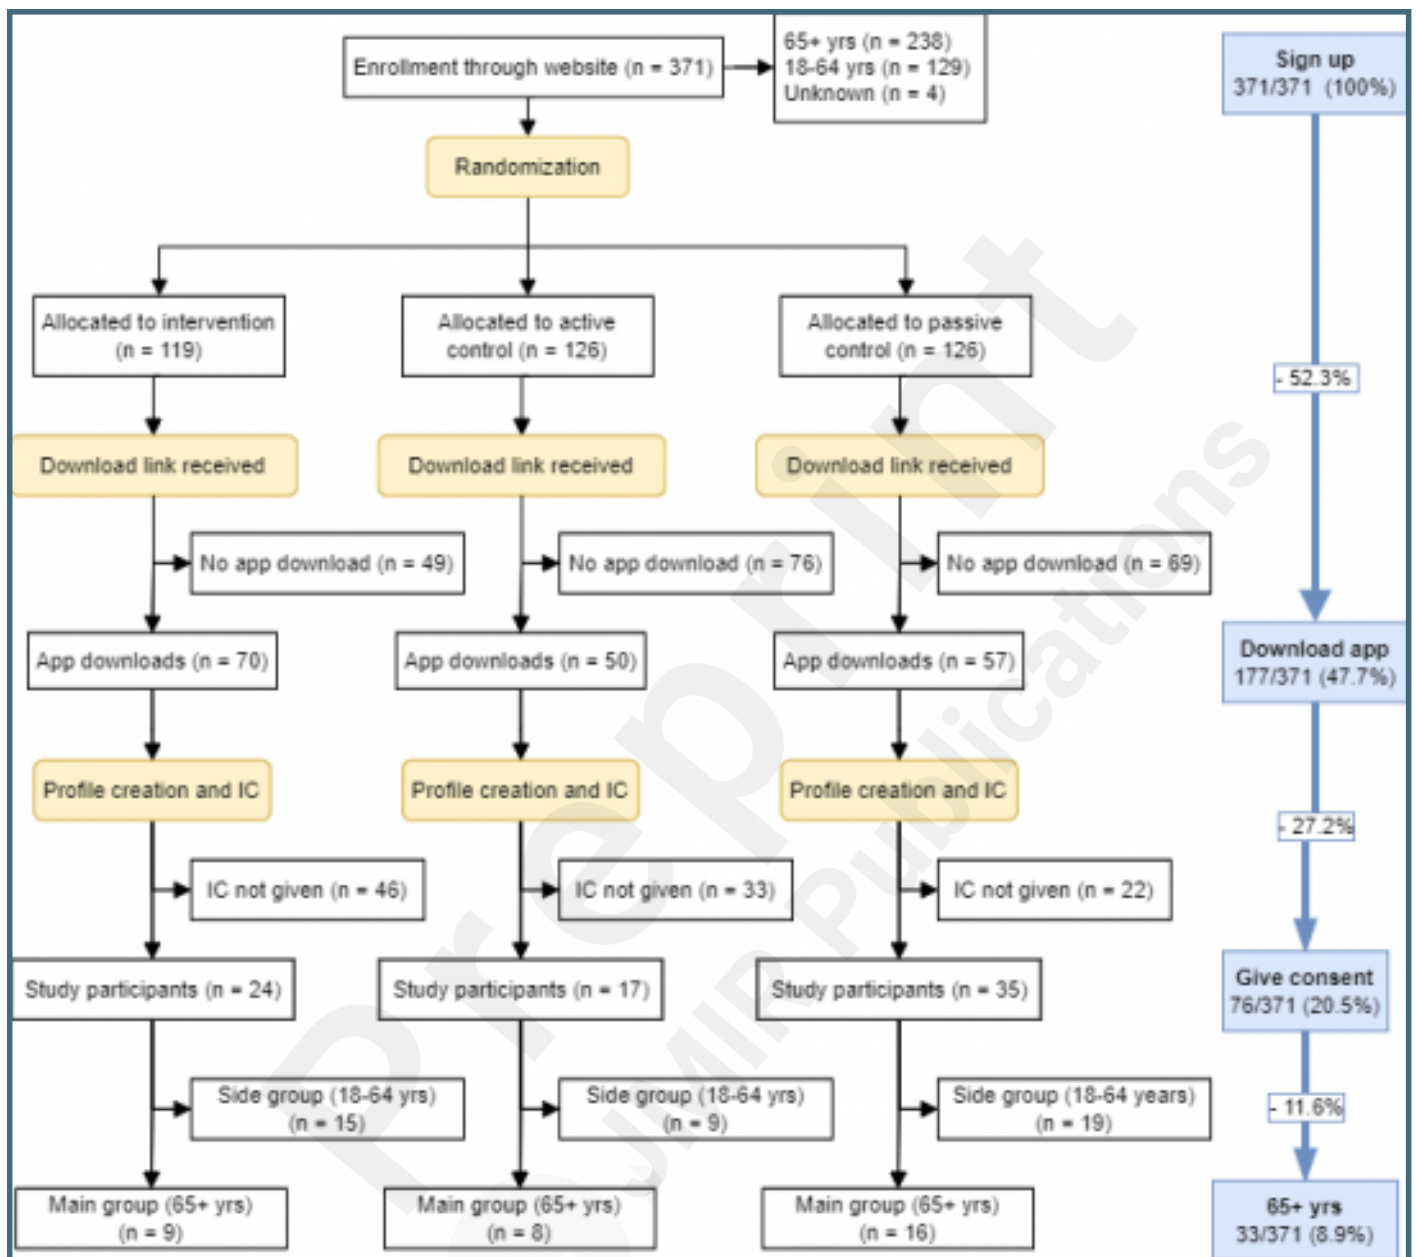 Enrollment through website (n = 371)
65+ yrs (n = 238)
18-64 yrs (n = 129)
Unknown (n = 4)
Sign up
371/371 (100%)
Randomization
Allocated to intervention
(n = 119)
Allocated to active
control (n = 126)
Allocated to passive
control (n = 126)
- 52.3%
Download link received
Download link received
Download link received
No app download (n = 49)
No app download (n = 76)
No app download (n = 69)
App downloads (n = 70)
App downloads (n = 50)
App downloads (n = 57)
Download app
177/371 (47.7%)
Profile creation and IC
Profile creation and IC
Profile creation and IC
- 27.2%
IC not given (n = 46)
IC not given (n = 33)
IC not given (n = 22)
Study participants (n = 24)
Study participants (n = 17)
Study participants (n = 35)
Give consent
76/371 (20.5%)
Side group (18-64 yrs)
(n = 15)
Side group (18-64 yrs)
(n = 9)
Side group (18-64 years)
(n = 19)
- 11.6%
Main group (65+ yrs)
(n = 9)
Main group (65+ yrs)
(n = 8)
Main group (65+ yrs)
(n = 16)
65+ yrs
33/371 (8.9%)
Preprint
JMIR Publications